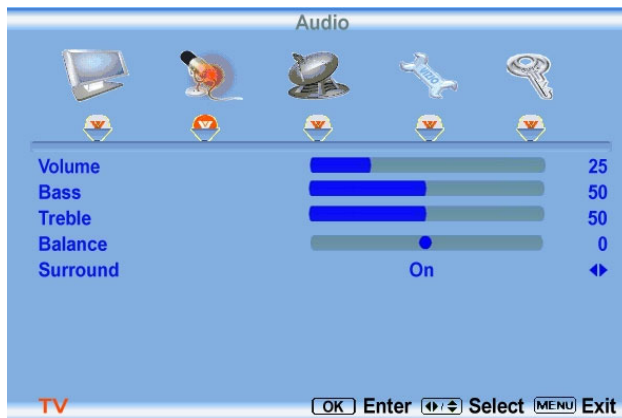 Audio
Volume 25
Bass 50
Treble 50
Balance 0
Surround On
TV OK Enter Select MENU Exit